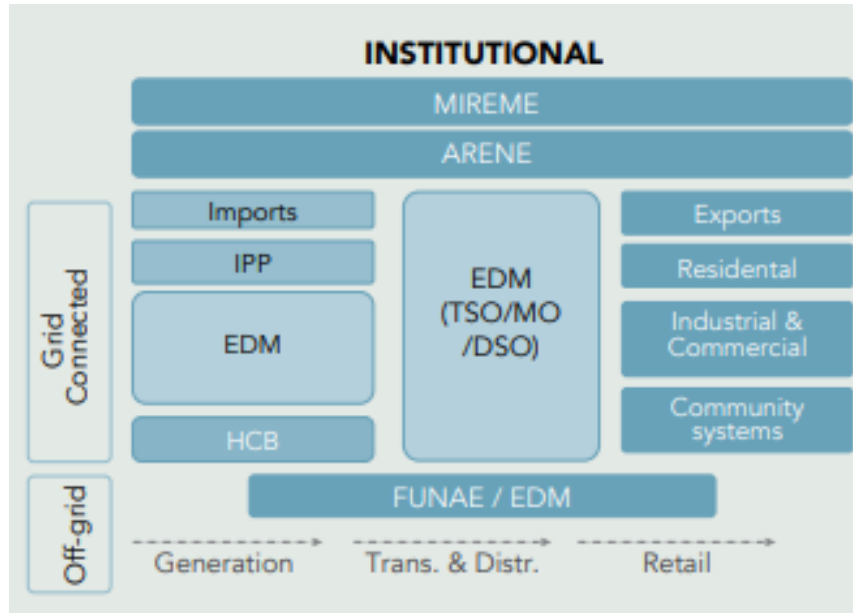 INSTITUTIONAL
MIREME
ARENE
Grid
Connected
Imports
IPP
EDM
HCB
EDM
(TSO/MO
/DSO)
Exports
Residental
Industrial &
Commercial
Community
systems
Off-grid
FUNAE / EDM
Generation
Trans. & Distr.
Retail